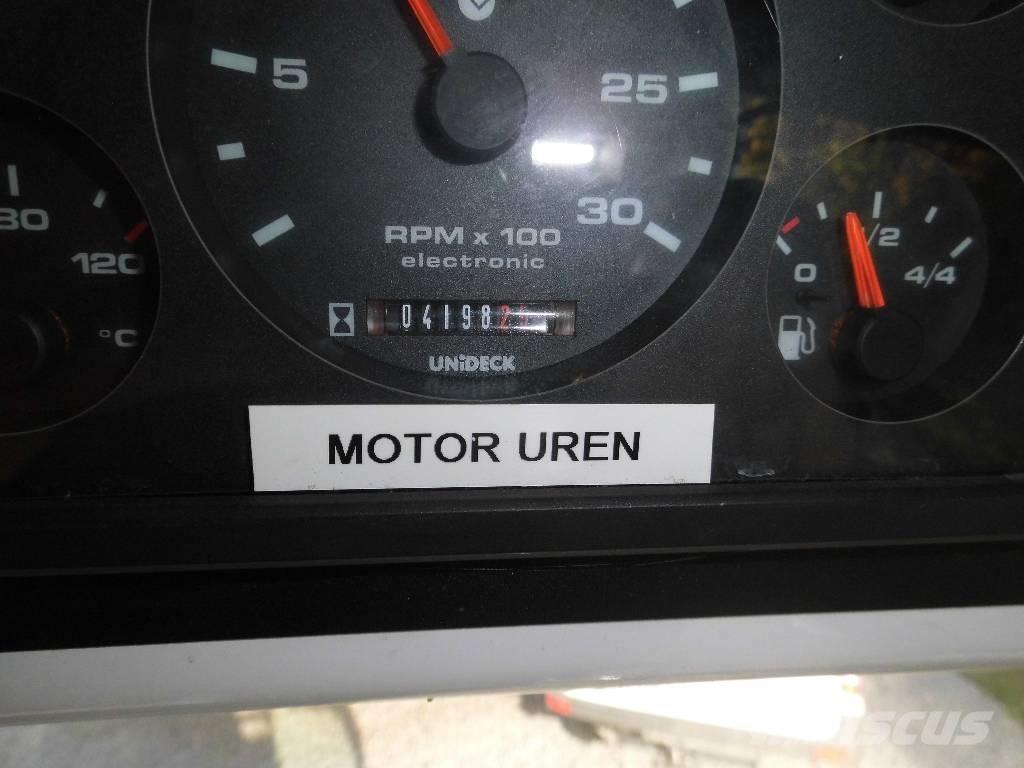 5
25
30
RPM x 100
electronic
04198
UNiDECK
80
120
°C
0
1/2
4/4
MOTOR UREN